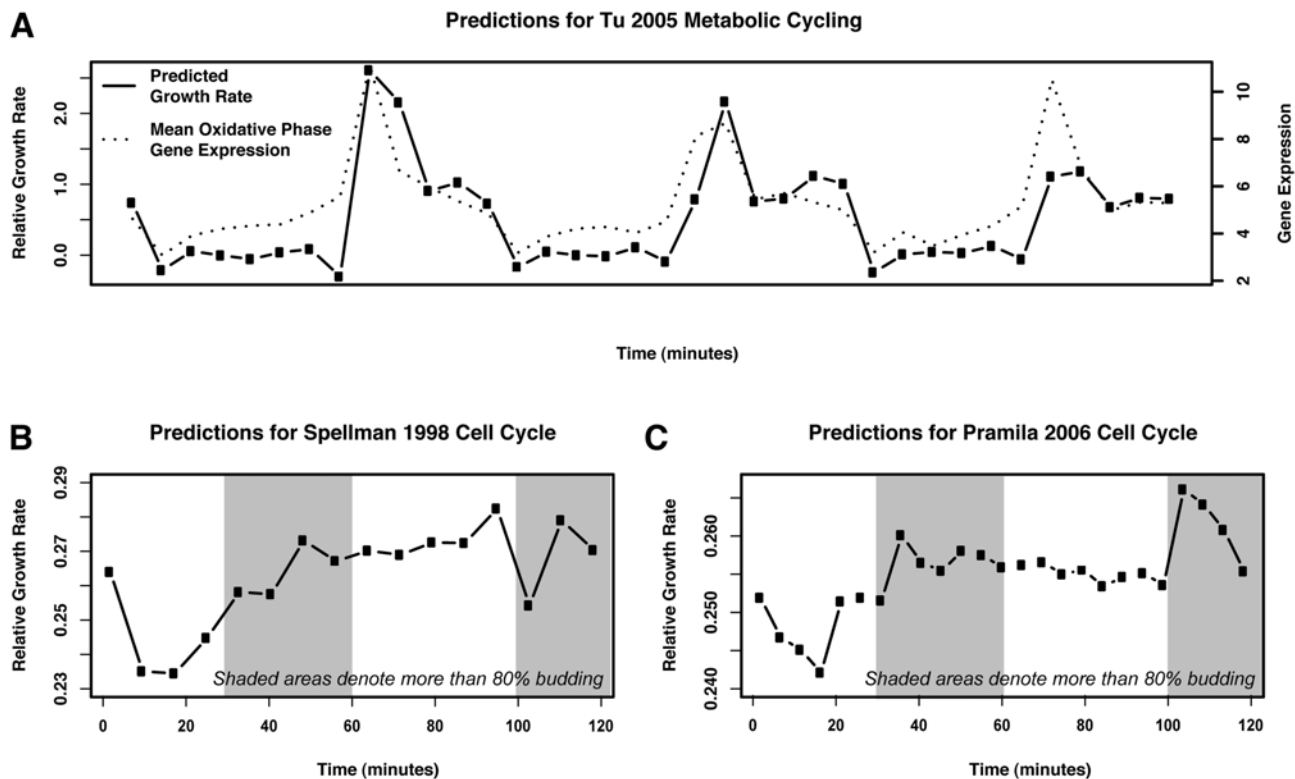 A
Predictions for Tu 2005 Metabolic Cycling
Predicted
Growth Rate
Mean Oxidative Phase
Gene Expression
Relative Growth Rate
0.0
1.0
2.0
Gene Expression
2
4
6
8
10
Time (minutes)
B
Predictions for Spellman 1998 Cell Cycle
Relative Growth Rate
0.23
0.25
0.27
0.29
Shaded areas denote more than 80% budding
0 20 40 60 80 100 120
Time (minutes)
C
Predictions for Pramila 2006 Cell Cycle
Relative Growth Rate
0.240
0.250
0.260
Shaded areas denote more than 80% budding
0 20 40 60 80 100 120
Time (minutes)